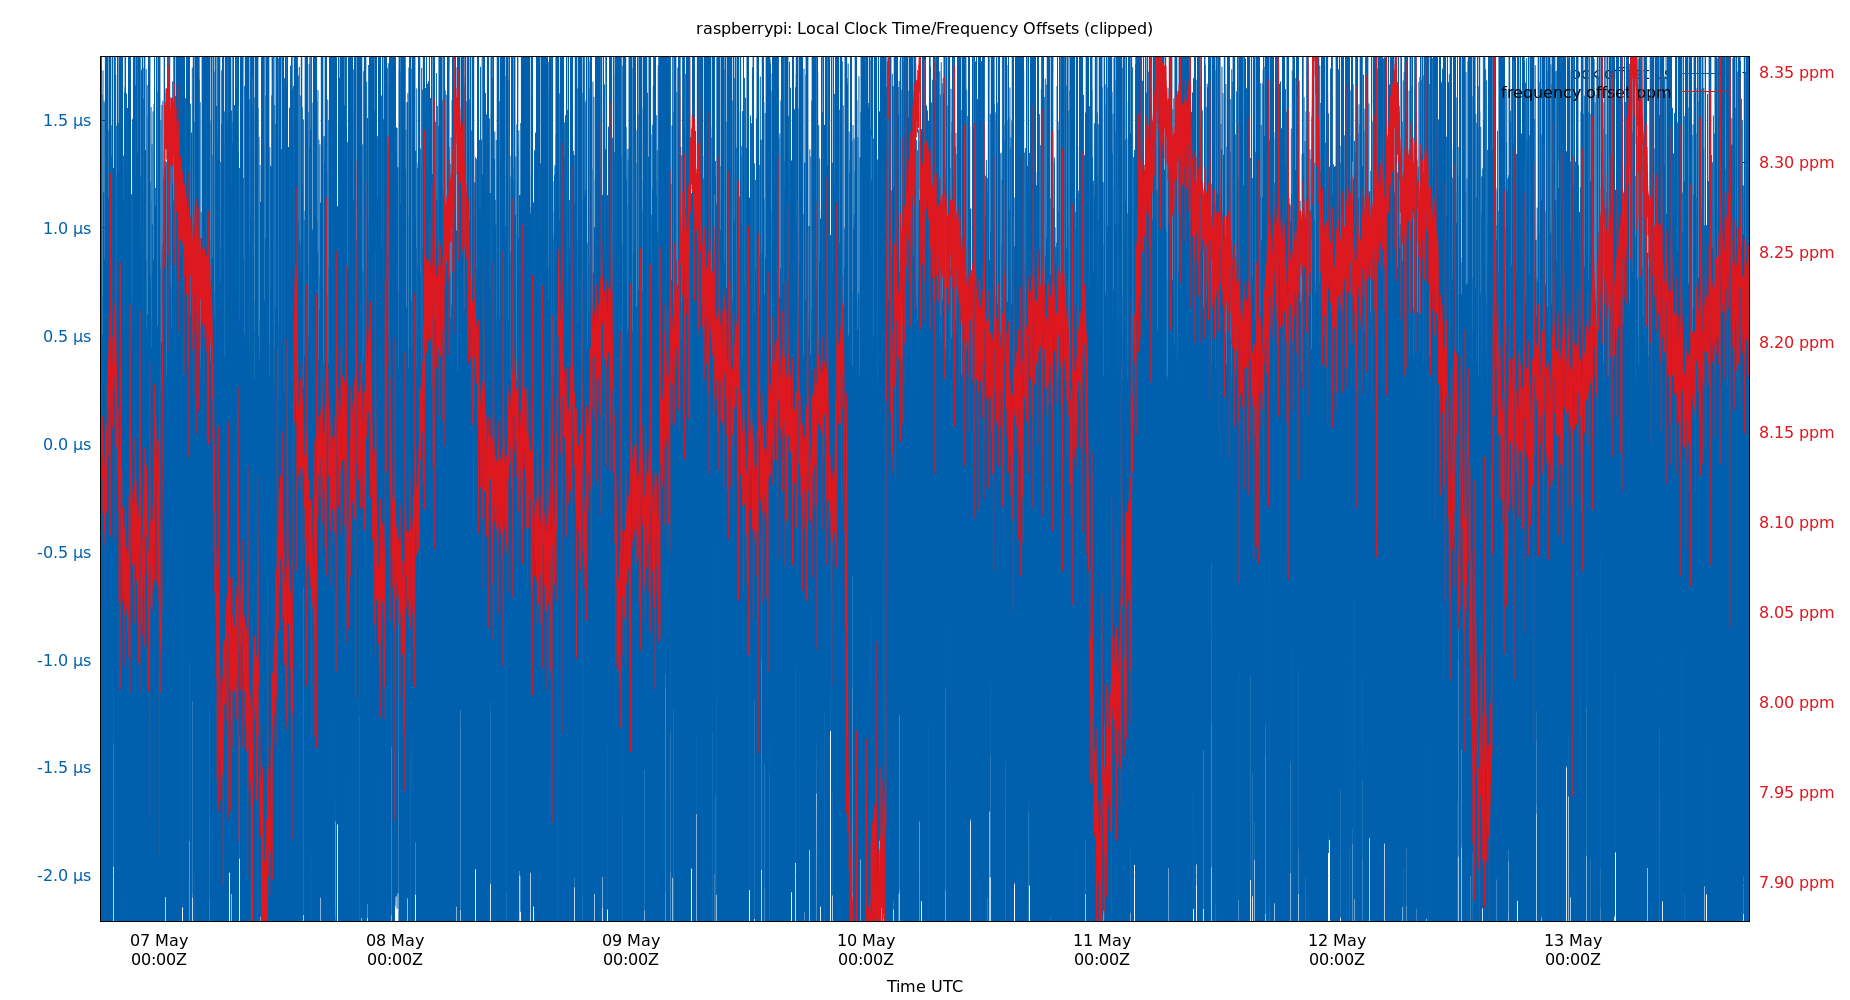 raspberrypi: Local Clock Time/Frequency Offsets (clipped)
8.35 ppm
frequency offset ppm
1.5 µs
8.30 ppm
1.0 µs
8.25 ppm
0.5 µs
8.20 ppm
0.0 µs
8.15 ppm
-0.5 µs
8.10 ppm
8.05 ppm
-1.0 µs
8.00 ppm
-1.5 µs
7.95 ppm
-2.0 µs
7.90 ppm
07 May
00:00Z
08 May
00:00Z
09 May
00:00Z
10 May
00:00Z
11 May
00:00Z
12 May
00:00Z
13 May
00:00Z
Time UTC